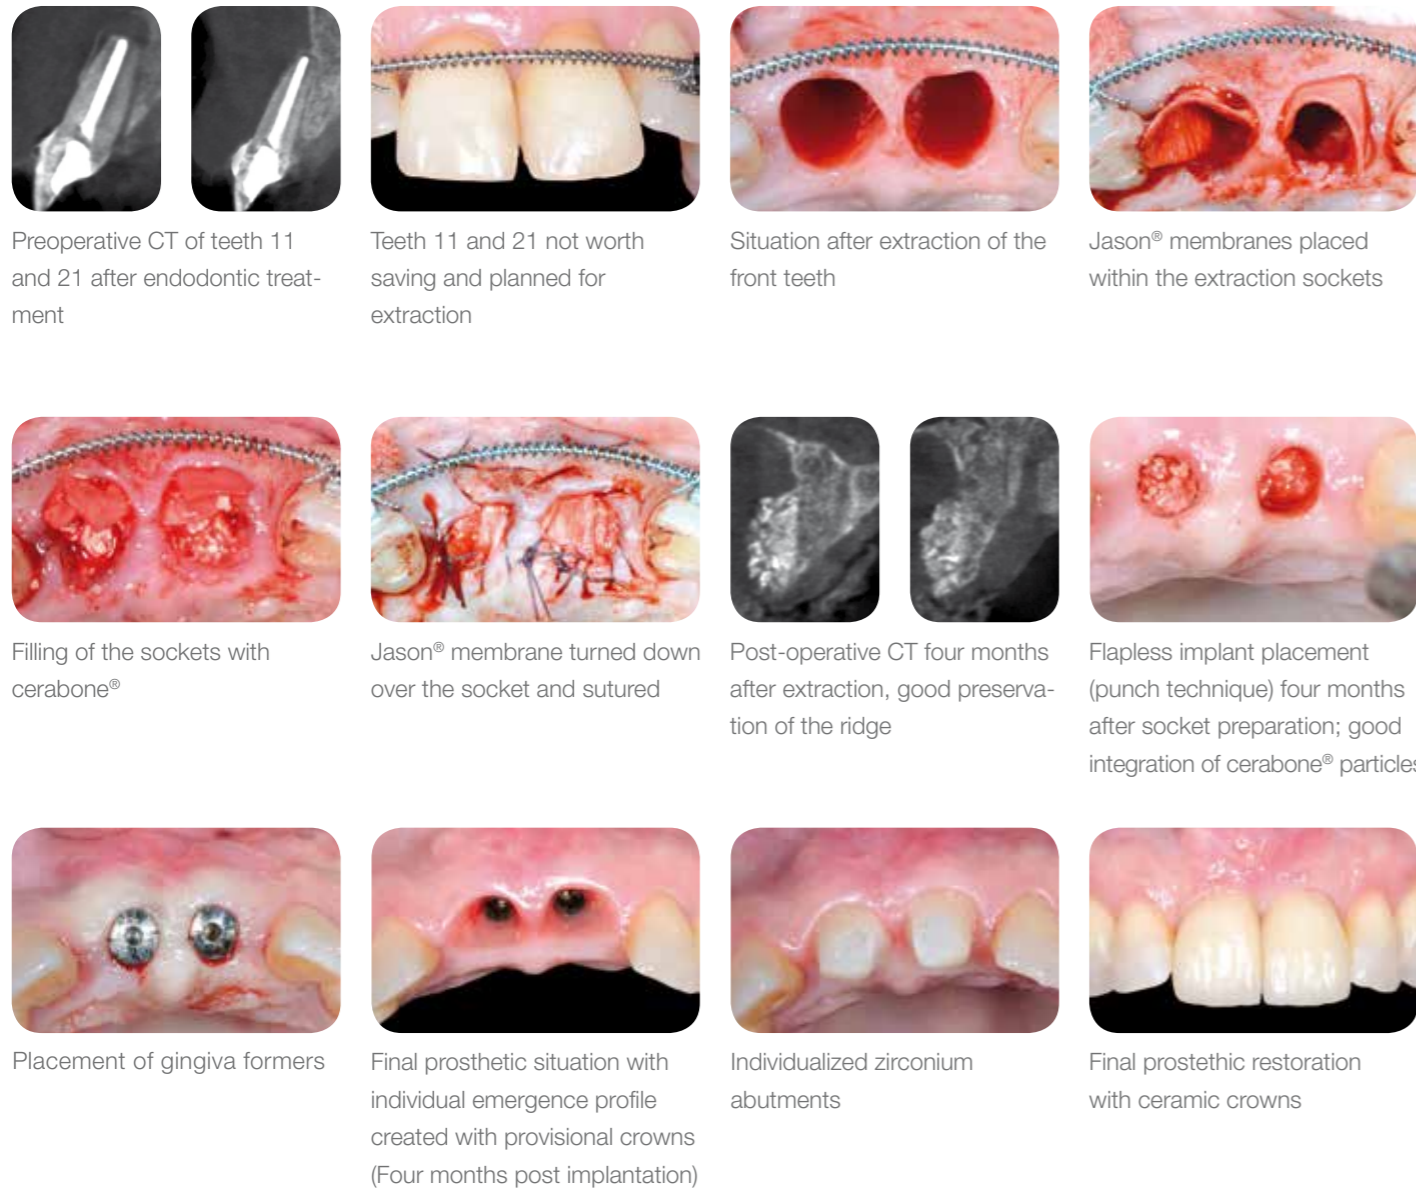 Preoperative CT of teeth 11
and 21 after endodontic treat-
ment
Teeth 11 and 21 not worth
saving and planned for
extraction
Situation after extraction of the
front teeth
Jason® membranes placed
within the extraction sockets
Filling of the sockets with
cerabone®
Jason® membrane turned down
over the socket and sutured
Post-operative CT four months
after extraction, good preserva-
tion of the ridge
Flapless implant placement
(punch technique) four months
after socket preparation; good
integration of cerabone® particles
Placement of gingiva formers
Final prosthetic situation with
individual emergence profile
created with provisional crowns
(Four months post implantation)
Individualized zirconium
abutments
Final prostethic restoration
with ceramic crowns